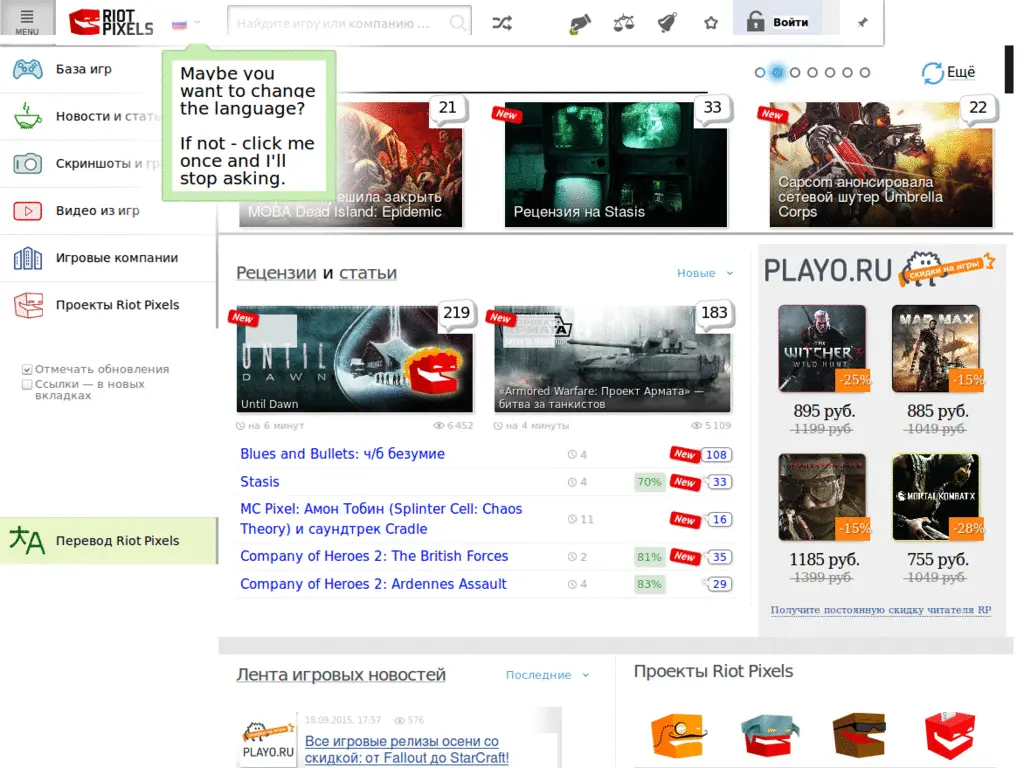 MENU
RIOT PIXELS
Найдите игру или компанию ...
Войти
База игр
Новости и стать
Скриншоты и гр
Видео из игр
Игровые компании
Проекты Riot Pixels
Отмечать обновления
Ссылки — в новых
вкладках
Перевод Riot Pixels
Maybe you
want to change
the language?
If not - click me
once and I'll
stop asking.
Ещё
21
решила закрыть
MOBA Dead Island: Epidemic
New
33
Рецензия на Stasis
New
22
Capcom анонсировала
сетевой шутер Umbrella
Corps
Рецензии и статьи
Новые
New
219
UNTIL
DAWN
Until Dawn
на 6 минут
6 452
New
183
ПРОЕКТ
АРМАТА
«Armored Warfare: Проект Армата» —
битва за танкистов
на 4 минуты
5 109
Blues and Bullets: ч/б безумие
4
New
108
Stasis
4
70%
New
33
MC Pixel: Амон Тобин (Splinter Cell: Chaos
Theory) и саундтрек Cradle
11
New
16
Company of Heroes 2: The British Forces
2
81%
New
35
Company of Heroes 2: Ardennes Assault
4
83%
29
PLAYO.RU
скидки на игры
THE
WITCHER
WILD HUNT
-25%
MAD MAX
-15%
895 руб.
1199 руб
885 руб.
1049 руб
-15%
MORTAL KOMBAT X
-28%
1185 руб.
1399 руб
755 руб.
1049 руб
Получите постоянную скидку читателя RP
Лента игровых новостей
Последние
PLAYO.RU
18.09.2015, 17:57
576
Все игровые релизы осени со
скидкой: от Fallout до StarCraft!
Проекты Riot Pixels